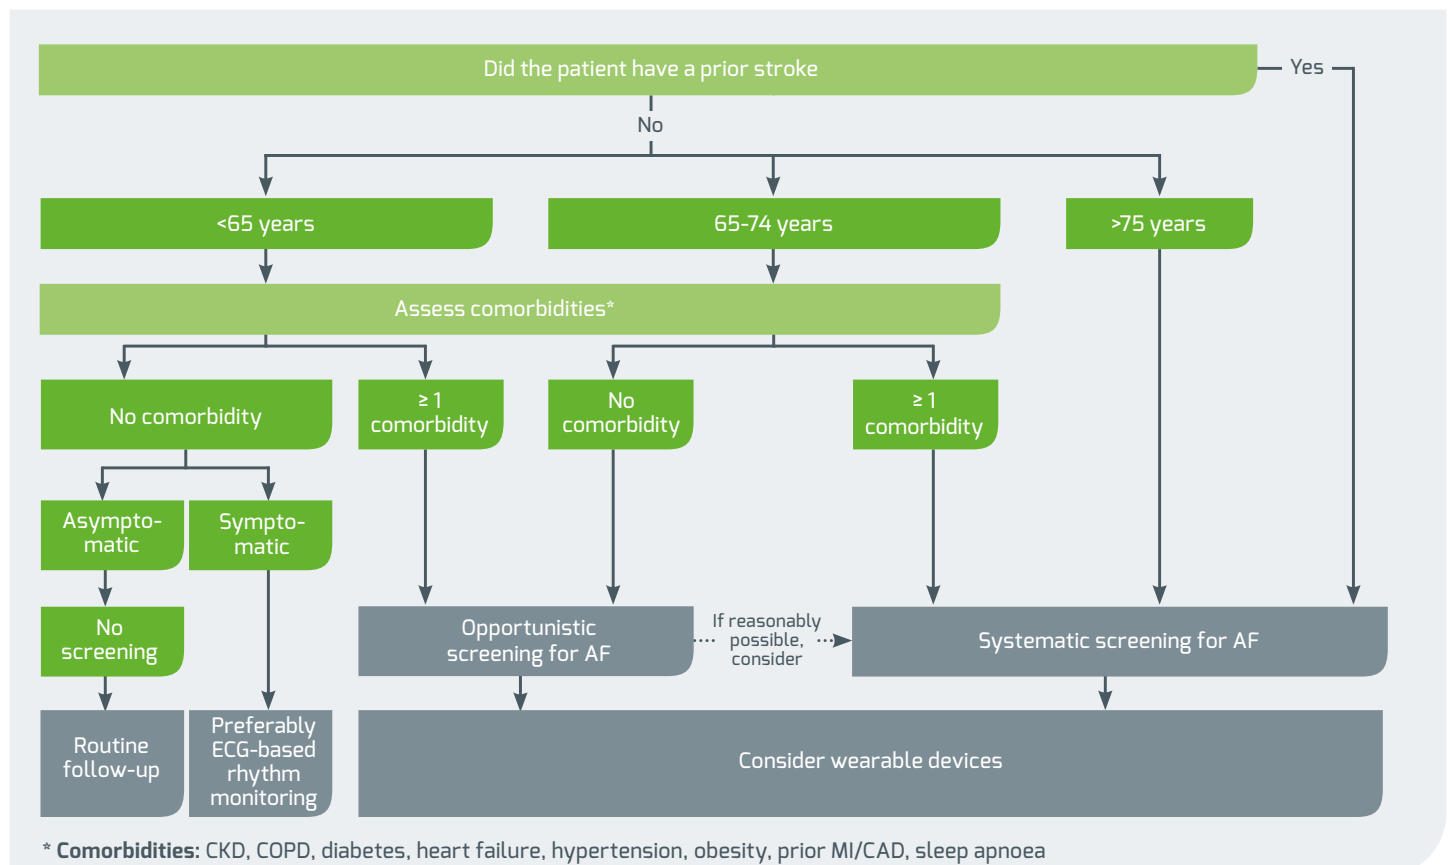 Did the patient have a prior stroke
Yes
No
<65 years
65-74 years
>75 years
Assess comorbidities*
No comorbidity
≥ 1
comorbidity
No
comorbidity
≥ 1
comorbidity
Asympto-
matic
Sympto-
matic
No
screening
Opportunistic
screening for AF
If reasonably
possible,
consider
Systematic screening for AF
Routine
follow-up
Preferably
ECG-based
rhythm
monitoring
Consider wearable devices
* Comorbidities: CKD, COPD, diabetes, heart failure, hypertension, obesity, prior MI/CAD, sleep apnoea